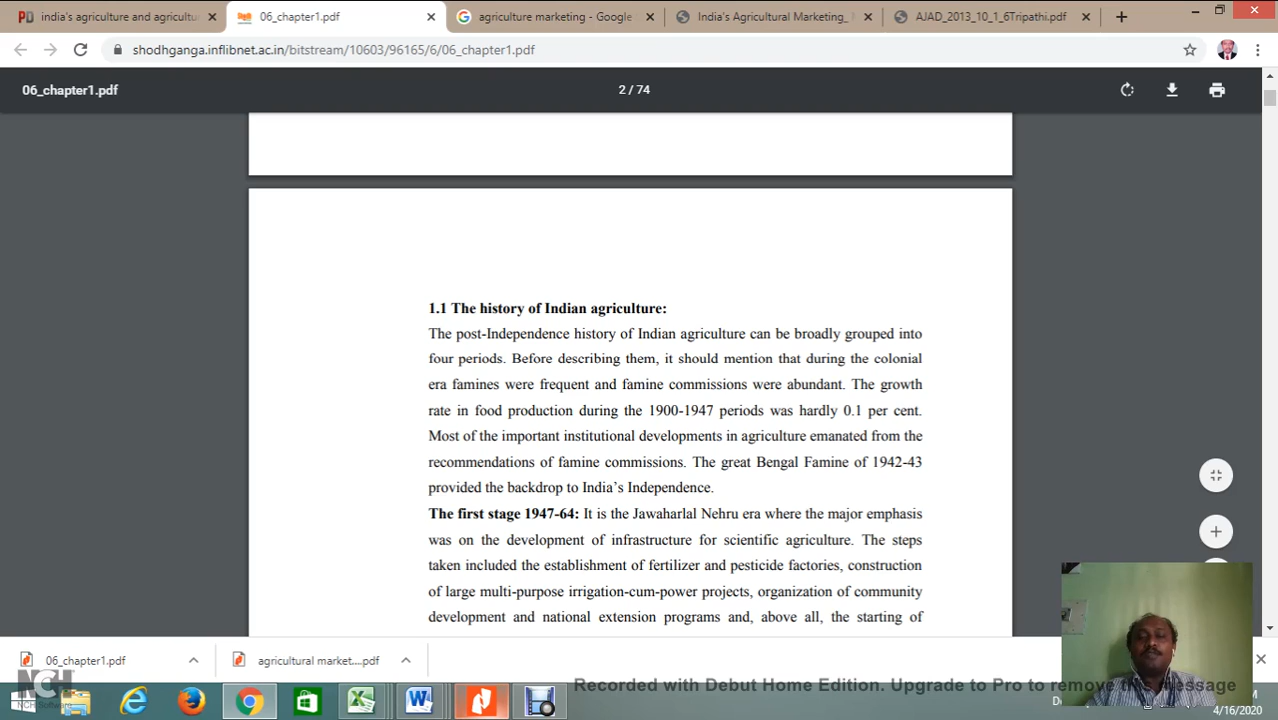 india's agriculture and agricultu
06_chapter1.pdf
agriculture marketing - Google
India's Agricultural Marketing_
AJAD_2013_10_1_6Tripathi.pdf
shodhganga.inflibnet.ac.in/bitstream/10603/96165/6/06_chapter1.pdf
06_chapter1.pdf
2 / 74
1.1 The history of Indian agriculture:
The post-Independence history of Indian agriculture can be broadly grouped into
four periods. Before describing them, it should mention that during the colonial
era famines were frequent and famine commissions were abundant. The growth
rate in food production during the 1900-1947 periods was hardly 0.1 per cent.
Most of the important institutional developments in agriculture emanated from the
recommendations of famine commissions. The great Bengal Famine of 1942-43
provided the backdrop to India's Independence.
The first stage 1947-64: It is the Jawaharlal Nehru era where the major emphasis
was on the development of infrastructure for scientific agriculture. The steps
taken included the establishment of fertilizer and pesticide factories, construction
of large multi-purpose irrigation-cum-power projects, organization of community
development and national extension programs and, above all, the starting of
06_chapter1.pdf
agricultural market....pdf
NCH
NCH Software
Recorded with Debut Home Edition. Upgrade to Pro to remove message
4/16/2020